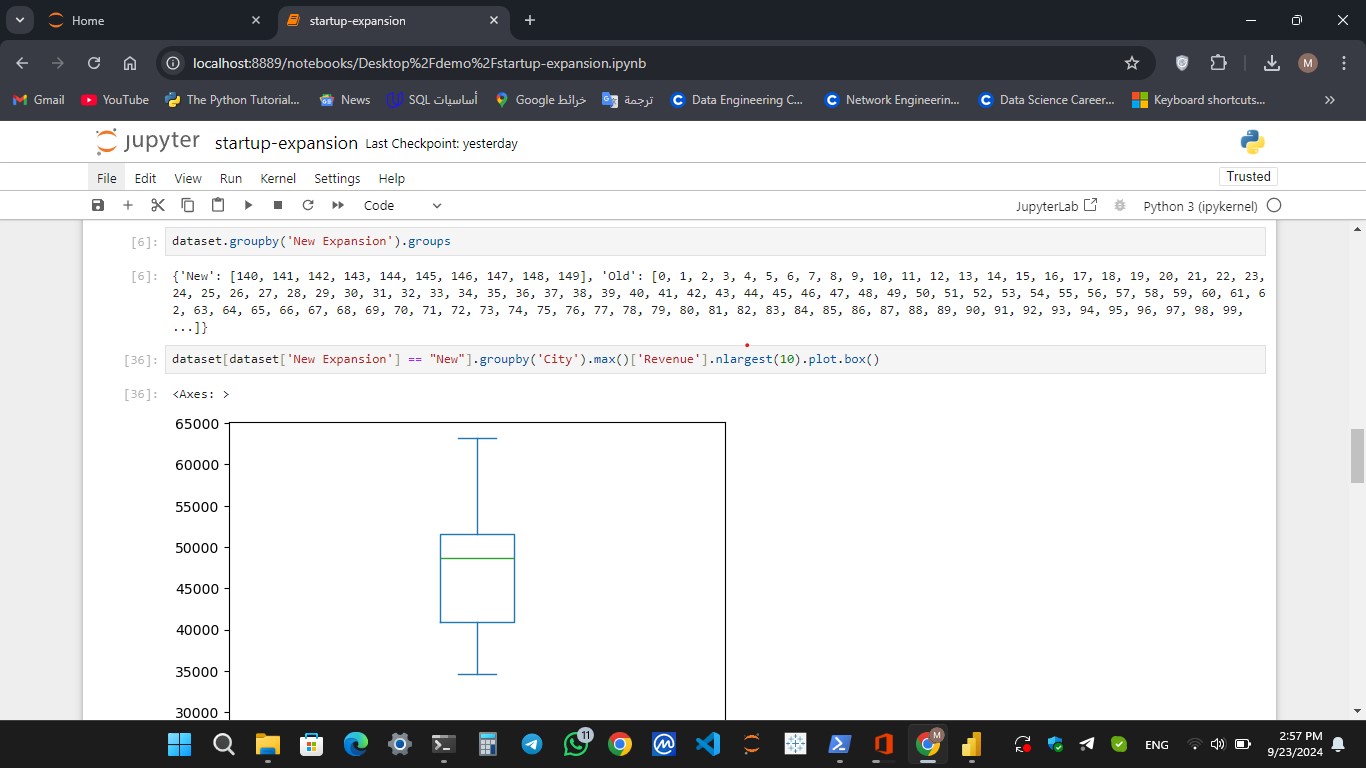 Home
startup-expansion
localhost:8889/notebooks/Desktop%2Fdemo%2Fstartup-expansion.ipynb
M
Gmail YouTube The Python Tutorial... News أساسيات SQL خرائط Google ترجمة Data Engineering C... Network Engineerin... Data Science Career... Keyboard shortcuts...
jupyter startup-expansion Last Checkpoint: yesterday
File Edit View Run Kernel Settings Help Trusted
Code JupyterLab Python 3 (ipykernel)
[6]: dataset.groupby('New Expansion').groups
[6]: {'New': [140, 141, 142, 143, 144, 145, 146, 147, 148, 149], 'Old': [0, 1, 2, 3, 4, 5, 6, 7, 8, 9, 10, 11, 12, 13, 14, 15, 16, 17, 18, 19, 20, 21, 22, 23,
24, 25, 26, 27, 28, 29, 30, 31, 32, 33, 34, 35, 36, 37, 38, 39, 40, 41, 42, 43, 44, 45, 46, 47, 48, 49, 50, 51, 52, 53, 54, 55, 56, 57, 58, 59, 60, 61, 6
2, 63, 64, 65, 66, 67, 68, 69, 70, 71, 72, 73, 74, 75, 76, 77, 78, 79, 80, 81, 82, 83, 84, 85, 86, 87, 88, 89, 90, 91, 92, 93, 94, 95, 96, 97, 98, 99,
...]}
[36]: dataset[dataset['New Expansion'] == "New"].groupby('City').max()['Revenue'].nlargest(10).plot.box()
[36]: <Axes: >
65000
60000
55000
50000
45000
40000
35000
30000
11
M
ENG
2:57 PM
9/23/2024